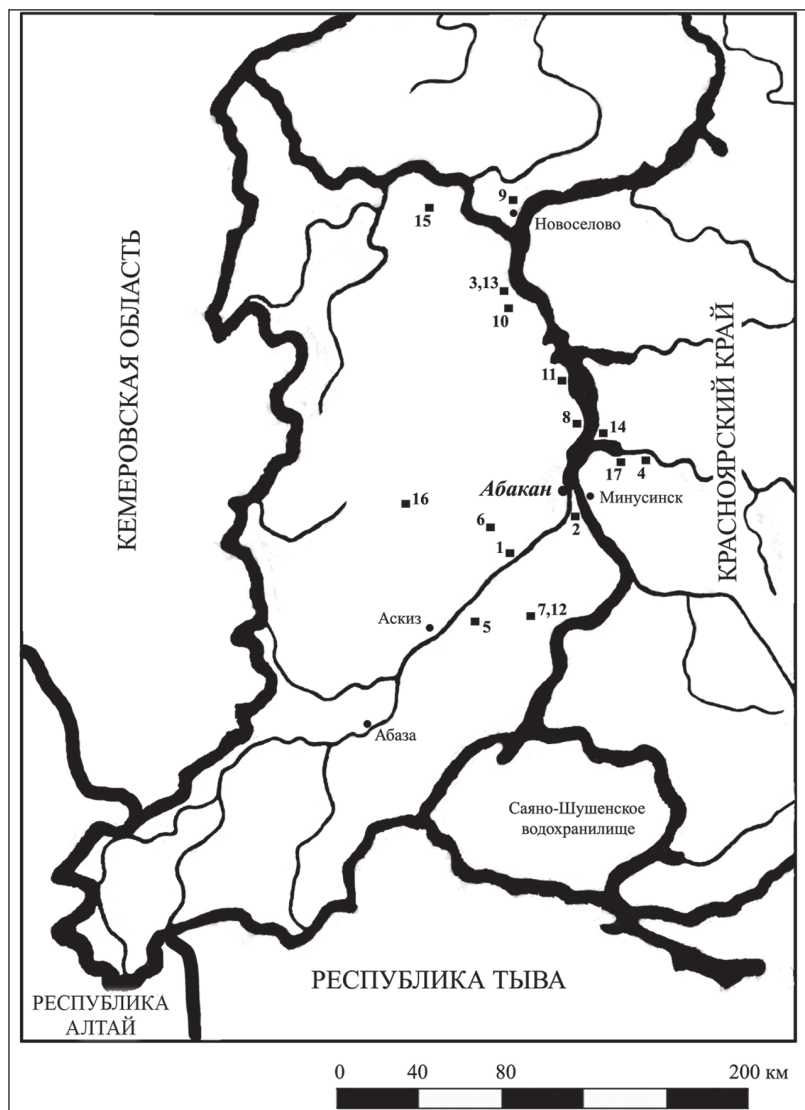 9
Новоселово
15
3,13
10
КЕМЕРОВСКАЯ ОБЛАСТЬ
КРАСНОЯРСКИЙ КРАЙ
11
8
14
17
4
Абакан
Минусинск
16
2
6
1
Аскиз
5
7,12
Абаза
Саяно-Шушенское
водохранилище
РЕСПУБЛИКА ТЫВА
РЕСПУБЛИКА
АЛТАЙ
0 40 80 200 км